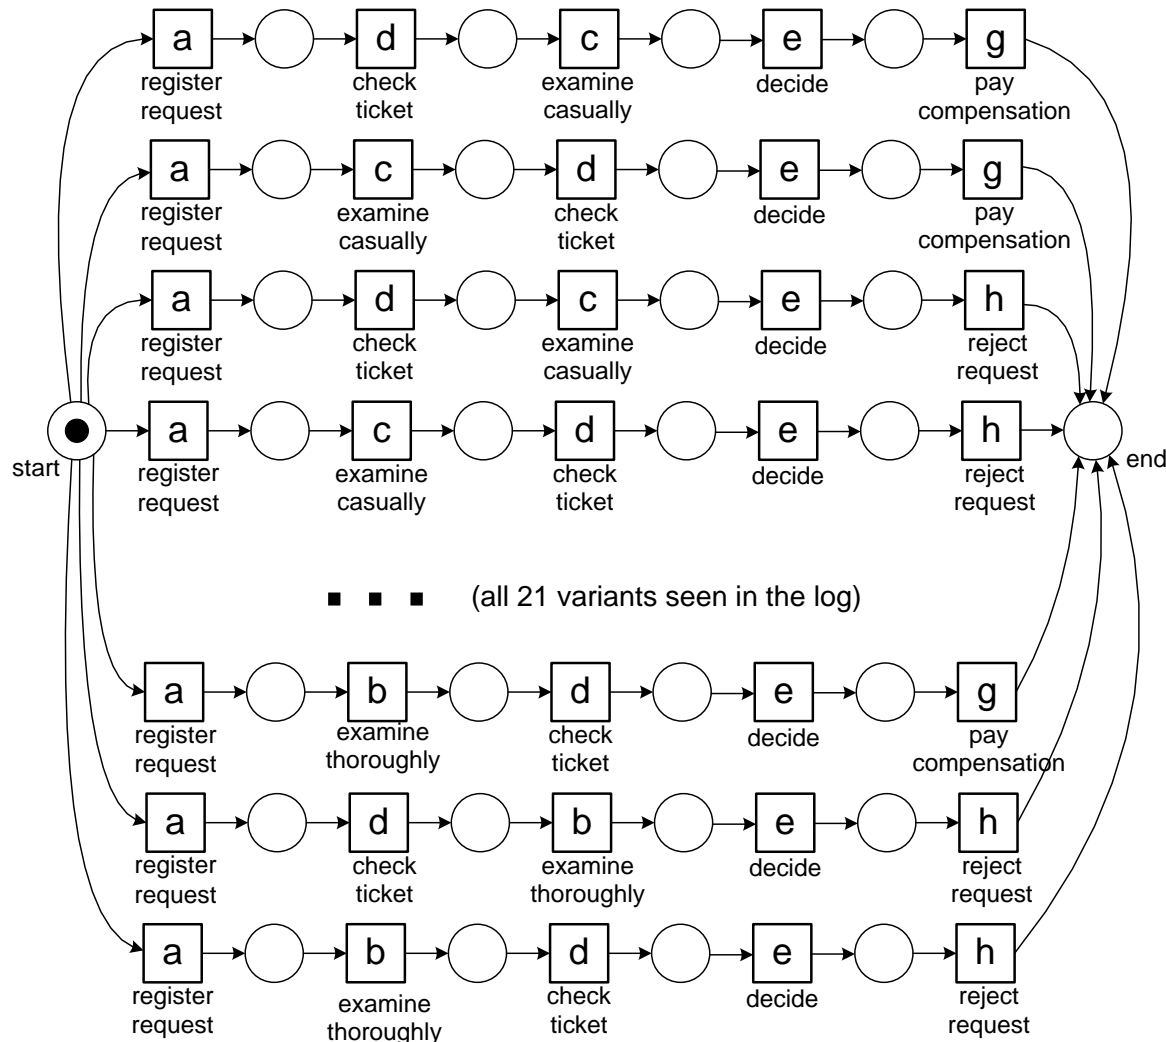 a d c e g
register request check ticket examine casually decide pay compensation
a c d e g
register request examine casually check ticket decide pay compensation
a d c e h
register request check ticket examine casually decide reject request
start a c d e h end
register request examine casually check ticket decide reject request
(all 21 variants seen in the log)
a b d e g
register request examine thoroughly check ticket decide pay compensation
a d b e h
register request check ticket examine thoroughly decide reject request
a b d e h
register request examine thoroughly check ticket decide reject request